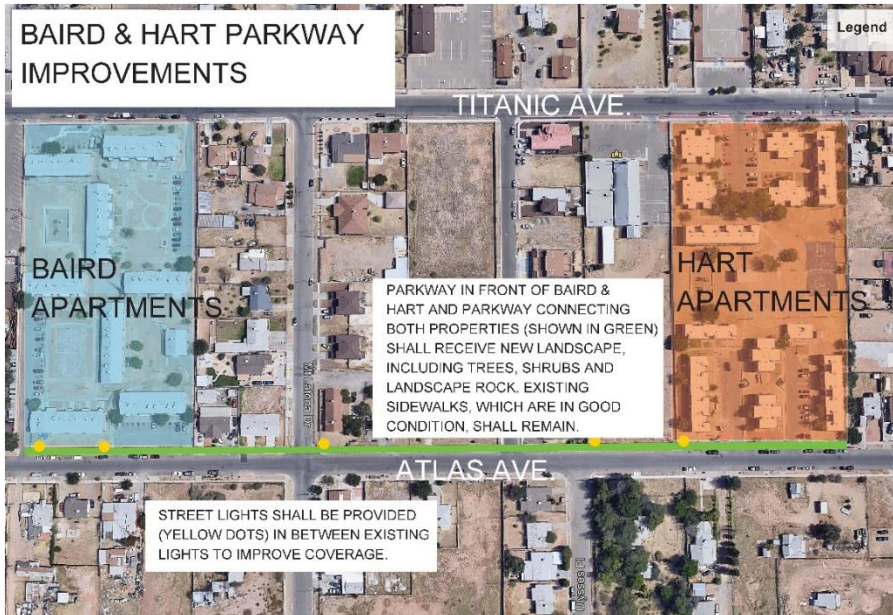 BAIRD & HART PARKWAY
IMPROVEMENTS
Legend
TITANIC AVE.
BAIRD
APARTMENTS
HART
APARTMENTS
PARKWAY IN FRONT OF BAIRD &
HART AND PARKWAY CONNECTING
BOTH PROPERTIES (SHOWN IN GREEN)
SHALL RECEIVE NEW LANDSCAPE,
INCLUDING TREES, SHRUBS AND
LANDSCAPE ROCK. EXISTING
SIDEWALKS, WHICH ARE IN GOOD
CONDITION, SHALL REMAIN.
ATLAS AVE.
STREET LIGHTS SHALL BE PROVIDED
(YELLOW DOTS) IN BETWEEN EXISTING
LIGHTS TO IMPROVE COVERAGE.
Ulysses Pl